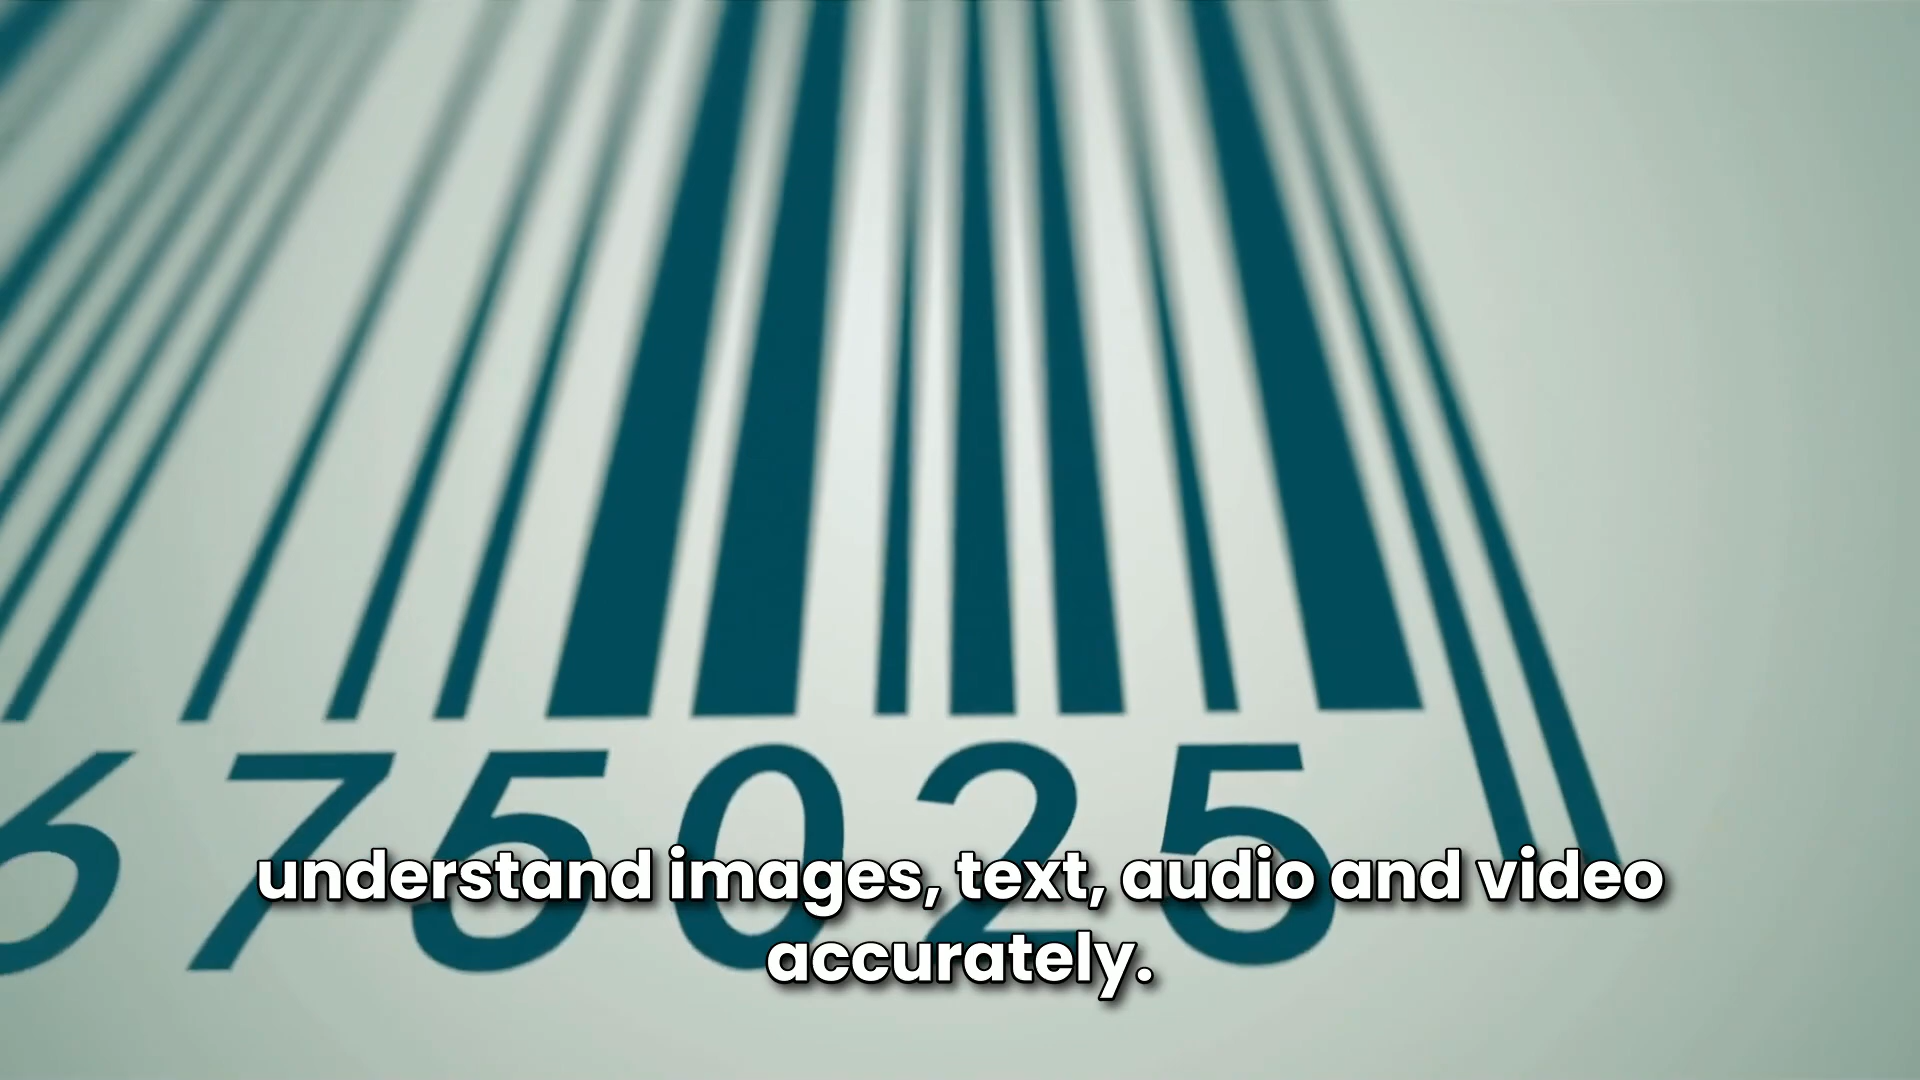 675025
understand images, text, audio and video
accurately.